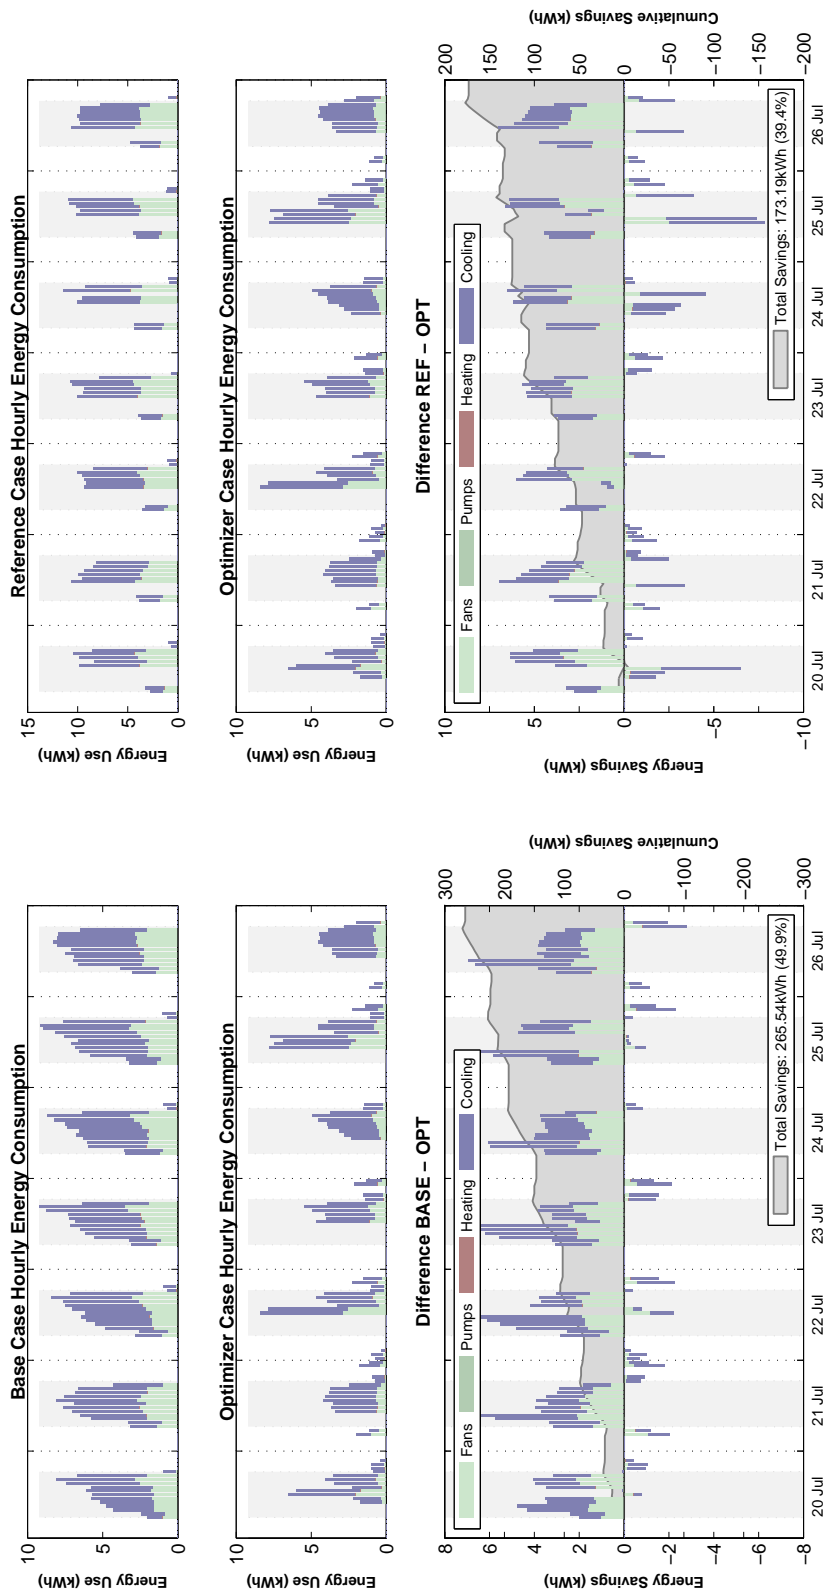 Base Case Hourly Energy Consumption
Energy Use (kWh)
10
5
0
Optimizer Case Hourly Energy Consumption
Energy Use (kWh)
10
5
0
Difference BASE − OPT
Fans Pumps Heating Cooling
Energy Savings (kWh)
8
6
4
2
0
−2
−4
−6
−8
Cumulative Savings (kWh)
300
200
100
0
−100
−200
−300
Total Savings: 265.54kWh (49.9%)
20 Jul 21 Jul 22 Jul 23 Jul 24 Jul 25 Jul 26 Jul
Reference Case Hourly Energy Consumption
Energy Use (kWh)
15
10
5
0
Optimizer Case Hourly Energy Consumption
Energy Use (kWh)
10
5
0
Difference REF − OPT
Fans Pumps Heating Cooling
Energy Savings (kWh)
10
5
0
−5
−10
Cumulative Savings (kWh)
200
150
100
50
0
−50
−100
−150
−200
Total Savings: 173.19kWh (39.4%)
20 Jul 21 Jul 22 Jul 23 Jul 24 Jul 25 Jul 26 Jul